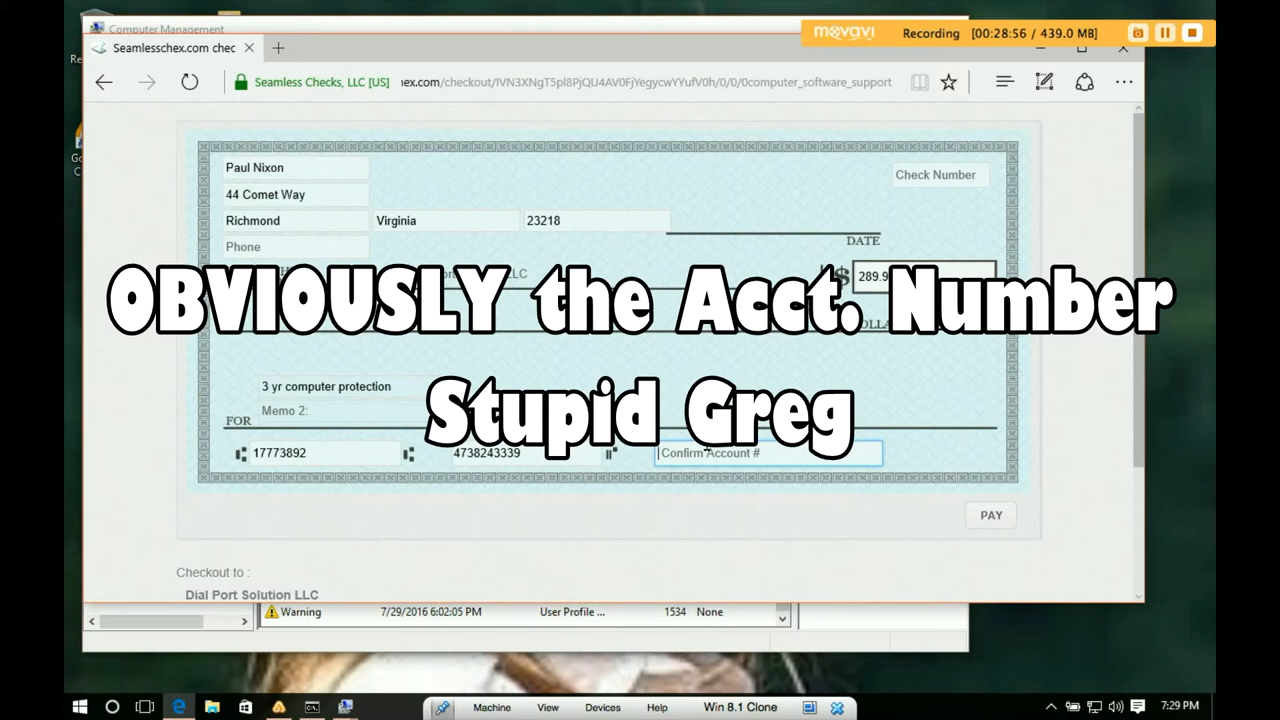 Computer Management
movavi
Recording [00:28:56 / 439.0 MB]
Seamlesschex.com chec
Seamless Checks, LLC [US] ıex.com/checkout/IVN3XNgT5pl8PjQU4AV0FjYegycwYYufV0h/0/0/0computer_software_support
Paul Nixon
Check Number
44 Comet Way
Richmond Virginia 23218
Phone
DATE
LLC
$ 289.9
OBVIOUSLY the Acct. Number
Stupid Greg
3 yr computer protection
Memo 2:
FOR
17773892 4738243339 Confirm Account #
PAY
Checkout to :
Dial Port Solution LLC
Warning 7/29/2016 6:02:05 PM User Profile ... 1534 None
Machine View Devices Help Win 8.1 Clone
7:29 PM